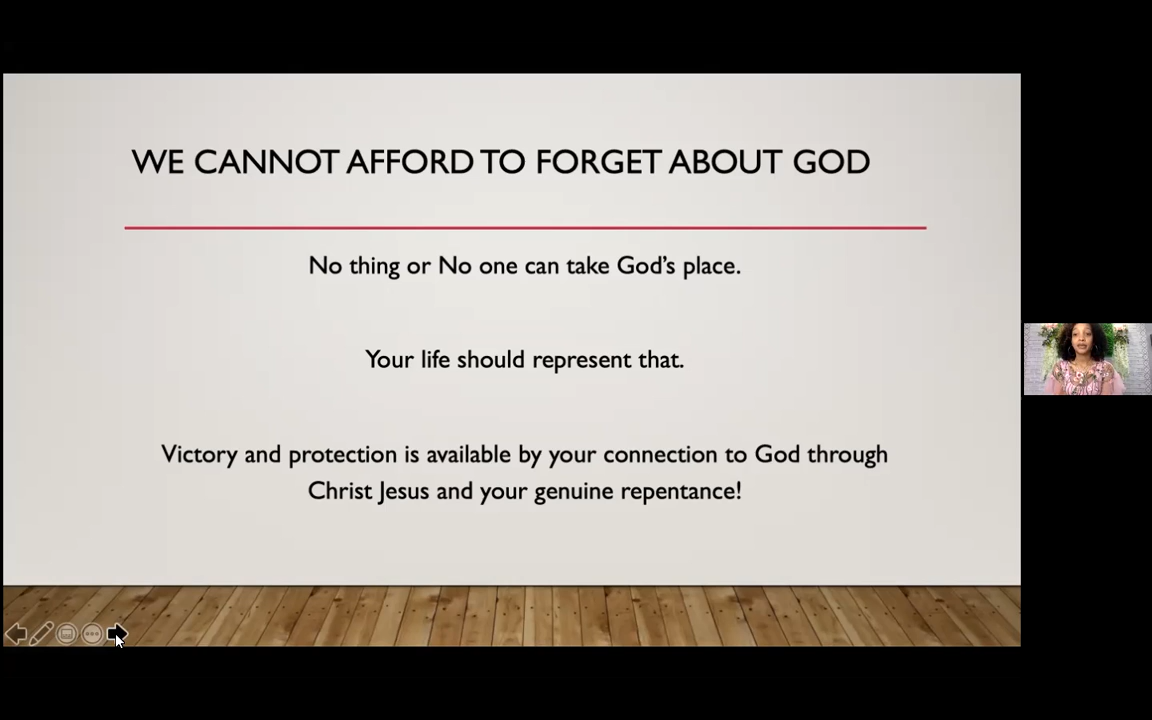 WE CANNOT AFFORD TO FORGET ABOUT GOD
No thing or No one can take God’s place.
Your life should represent that.
Victory and protection is available by your connection to God through
Christ Jesus and your genuine repentance!